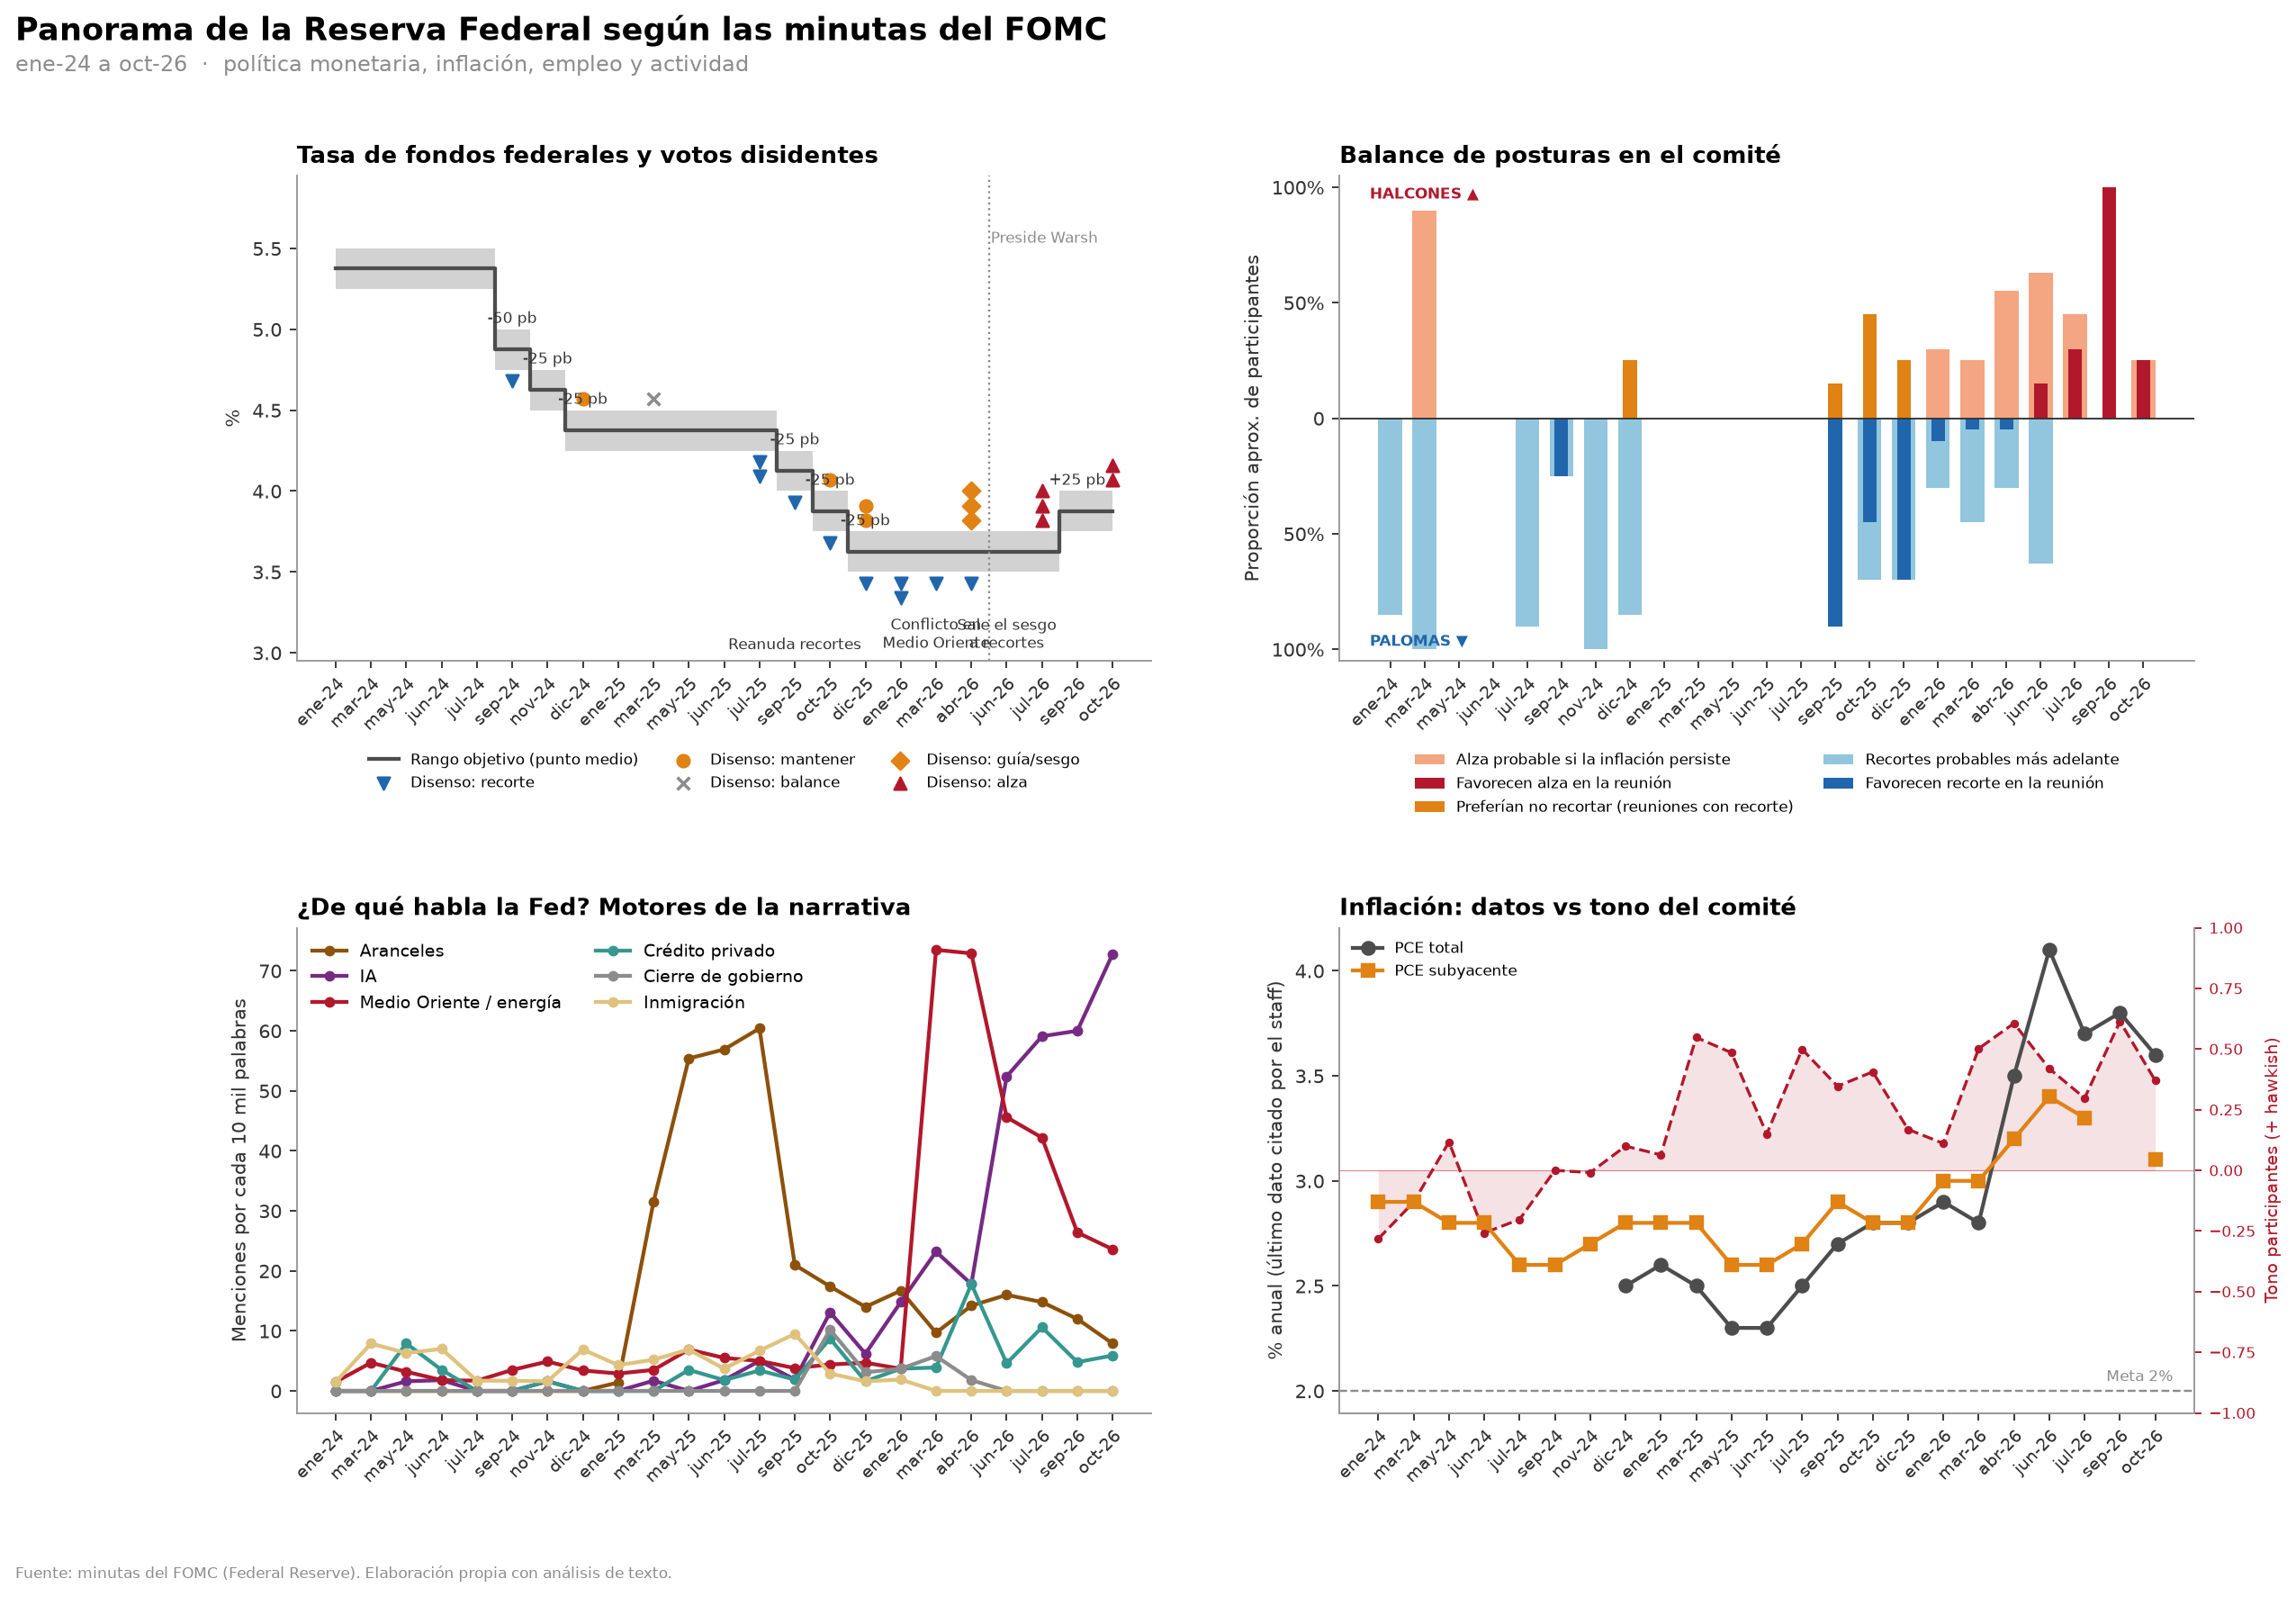 Panorama de la Reserva Federal según las minutas del FOMC
ene-24 a oct-26 · política monetaria, inflación, empleo y actividad
Tasa de fondos federales y votos disidentes
%
5.5
5.0
4.5
4.0
3.5
3.0
-50 pb
-25 pb
-25 pb
-25 pb
-25 pb
-25 pb
+25 pb
Preside Warsh
Reanuda recortes
Conflicto en
Medio Oriente
Sale el sesgo
a recortes
ene-24
mar-24
may-24
jun-24
jul-24
sep-24
nov-24
dic-24
ene-25
mar-25
may-25
jun-25
jul-25
sep-25
oct-25
dic-25
ene-26
mar-26
abr-26
jun-26
jul-26
sep-26
oct-26
Rango objetivo (punto medio)
Disenso: recorte
Disenso: mantener
Disenso: balance
Disenso: guía/sesgo
Disenso: alza
Balance de posturas en el comité
Proporción aprox. de participantes
100%
50%
0
50%
100%
HALCONES ▲
PALOMAS ▼
ene-24
mar-24
may-24
jun-24
jul-24
sep-24
nov-24
dic-24
ene-25
mar-25
may-25
jun-25
jul-25
sep-25
oct-25
dic-25
ene-26
mar-26
abr-26
jun-26
jul-26
sep-26
oct-26
Alza probable si la inflación persiste
Favorecen alza en la reunión
Preferían no recortar (reuniones con recorte)
Recortes probables más adelante
Favorecen recorte en la reunión
¿De qué habla la Fed? Motores de la narrativa
Menciones por cada 10 mil palabras
70
60
50
40
30
20
10
0
Aranceles
IA
Medio Oriente / energía
Crédito privado
Cierre de gobierno
Inmigración
ene-24
mar-24
may-24
jun-24
jul-24
sep-24
nov-24
dic-24
ene-25
mar-25
may-25
jun-25
jul-25
sep-25
oct-25
dic-25
ene-26
mar-26
abr-26
jun-26
jul-26
sep-26
oct-26
Inflación: datos vs tono del comité
% anual (último dato citado por el staff)
4.0
3.5
3.0
2.5
2.0
PCE total
PCE subyacente
Meta 2%
1.00
0.75
0.50
0.25
0.00
−0.25
−0.50
−0.75
−1.00
Tono participantes (+ hawkish)
ene-24
mar-24
may-24
jun-24
jul-24
sep-24
nov-24
dic-24
ene-25
mar-25
may-25
jun-25
jul-25
sep-25
oct-25
dic-25
ene-26
mar-26
abr-26
jun-26
jul-26
sep-26
oct-26
Fuente: minutas del FOMC (Federal Reserve). Elaboración propia con análisis de texto.